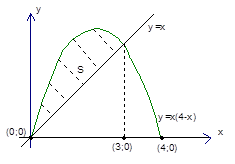 y
y=x
S
y=x(4-x)
(0;0)
x
(3;0)
(4;0)